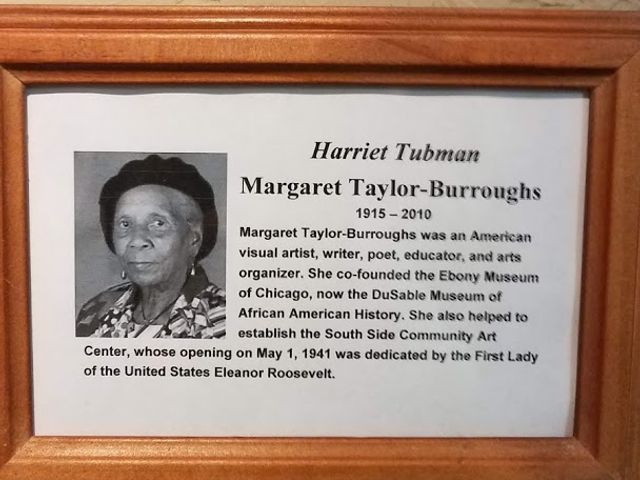 Harriet Tubman
Margaret Taylor-Burroughs
1915 – 2010
Margaret Taylor-Burroughs was an American
visual artist, writer, poet, educator, and arts
organizer. She co-founded the Ebony Museum
of Chicago, now the DuSable Museum of
African American History. She also helped to
establish the South Side Community Art
Center, whose opening on May 1, 1941 was dedicated by the First Lady
of the United States Eleanor Roosevelt.